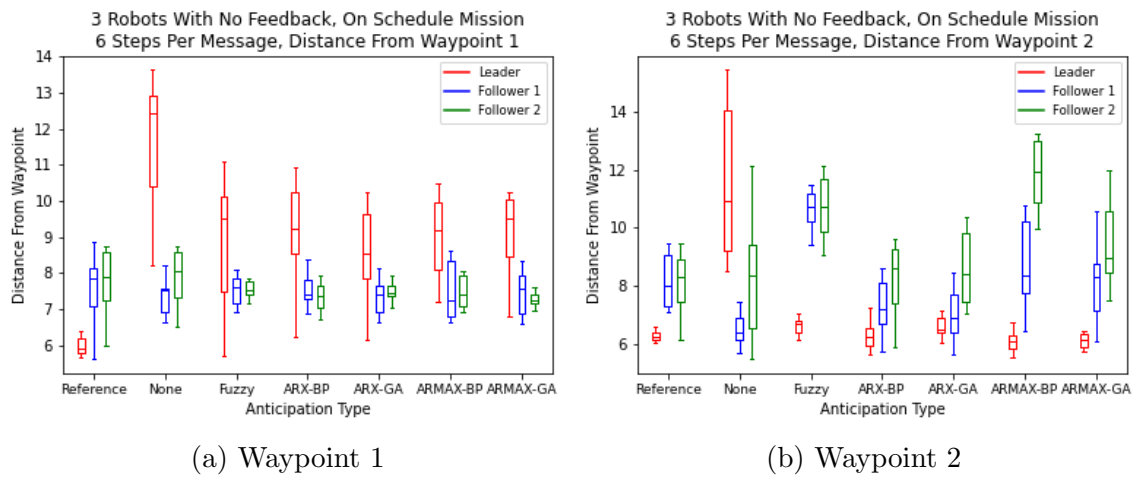 3 Robots With No Feedback, On Schedule Mission
6 Steps Per Message, Distance From Waypoint 1
Distance From Waypoint
14
13
12
11
10
9
8
7
6
Leader
Follower 1
Follower 2
Reference None Fuzzy ARX-BP ARX-GA ARMAX-BP ARMAX-GA
Anticipation Type
(a) Waypoint 1
3 Robots With No Feedback, On Schedule Mission
6 Steps Per Message, Distance From Waypoint 2
Distance From Waypoint
14
12
10
8
6
Leader
Follower 1
Follower 2
Reference None Fuzzy ARX-BP ARX-GA ARMAX-BP ARMAX-GA
Anticipation Type
(b) Waypoint 2